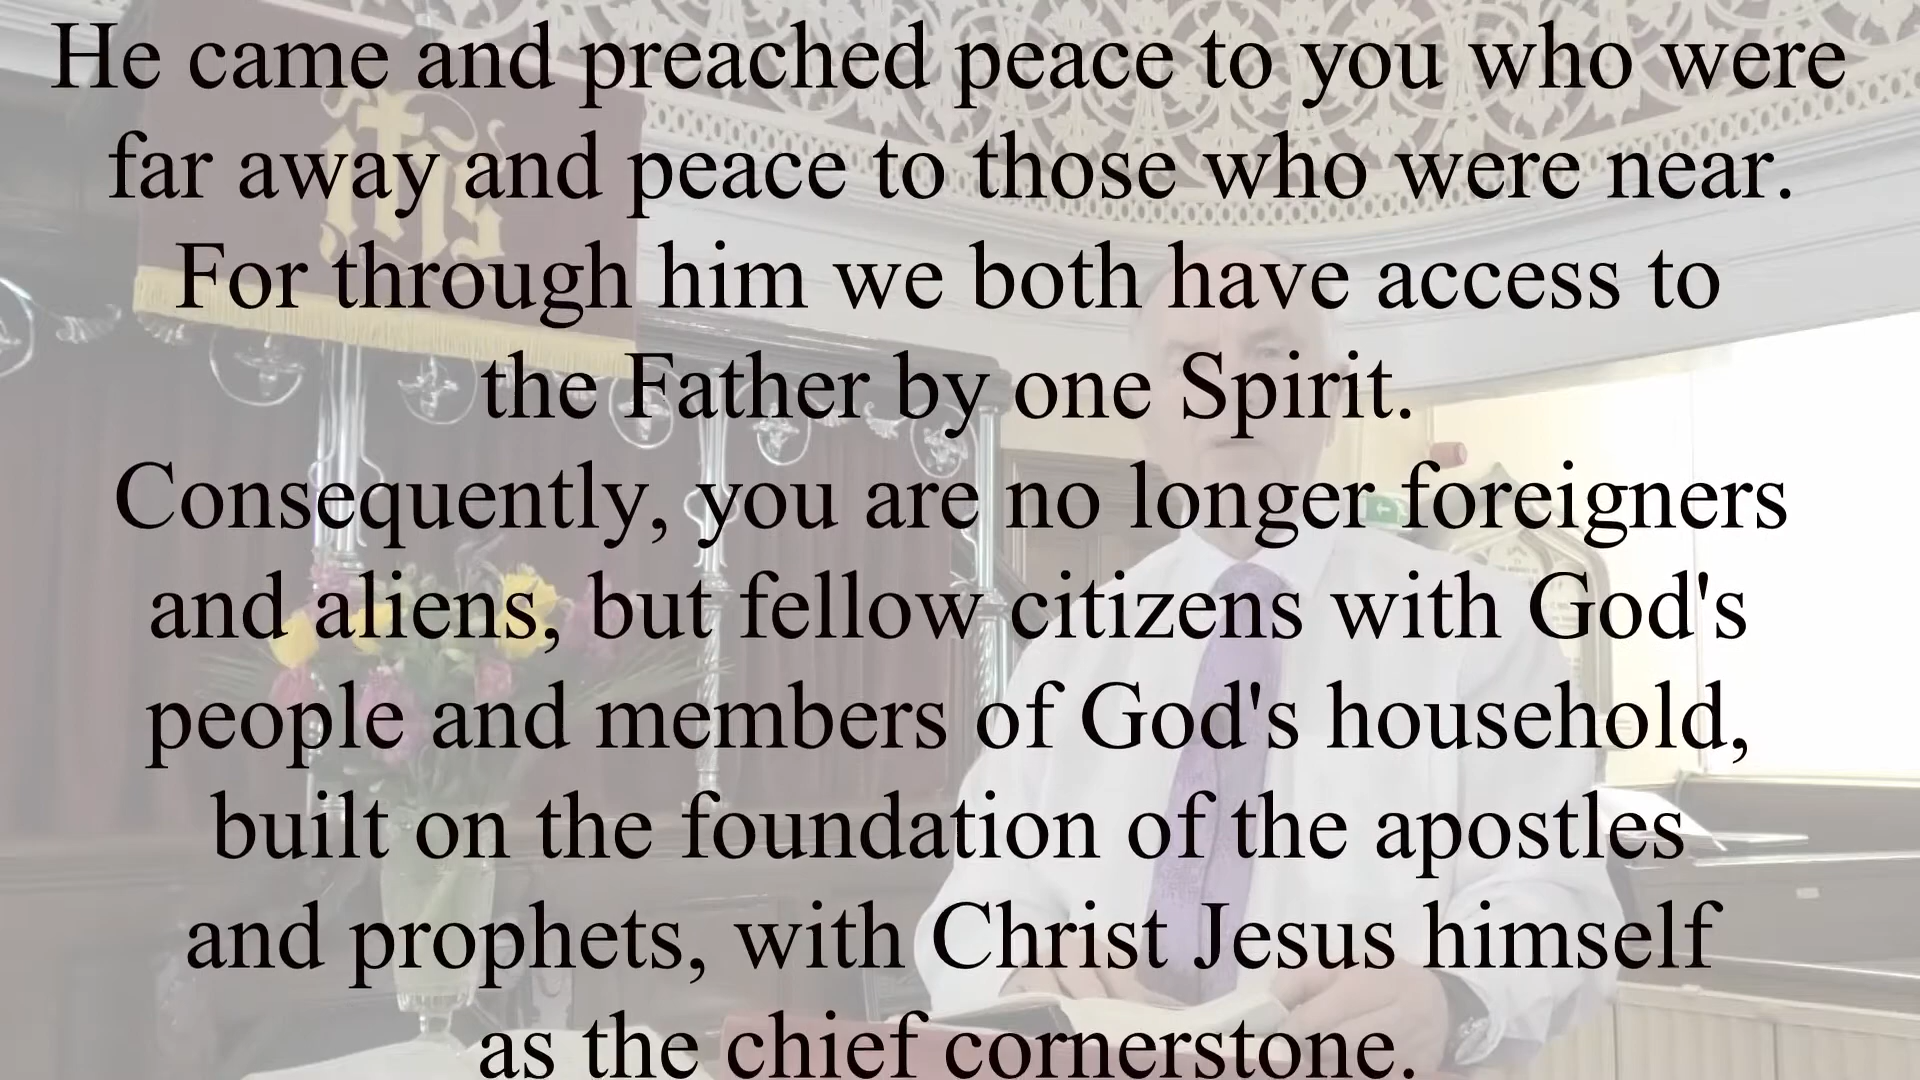 He came and preached peace to you who were
far away and peace to those who were near.
For through him we both have access to
the Father by one Spirit.
Consequently, you are no longer foreigners
and aliens, but fellow citizens with God's
people and members of God's household,
built on the foundation of the apostles
and prophets, with Christ Jesus himself
as the chief cornerstone.
ihs